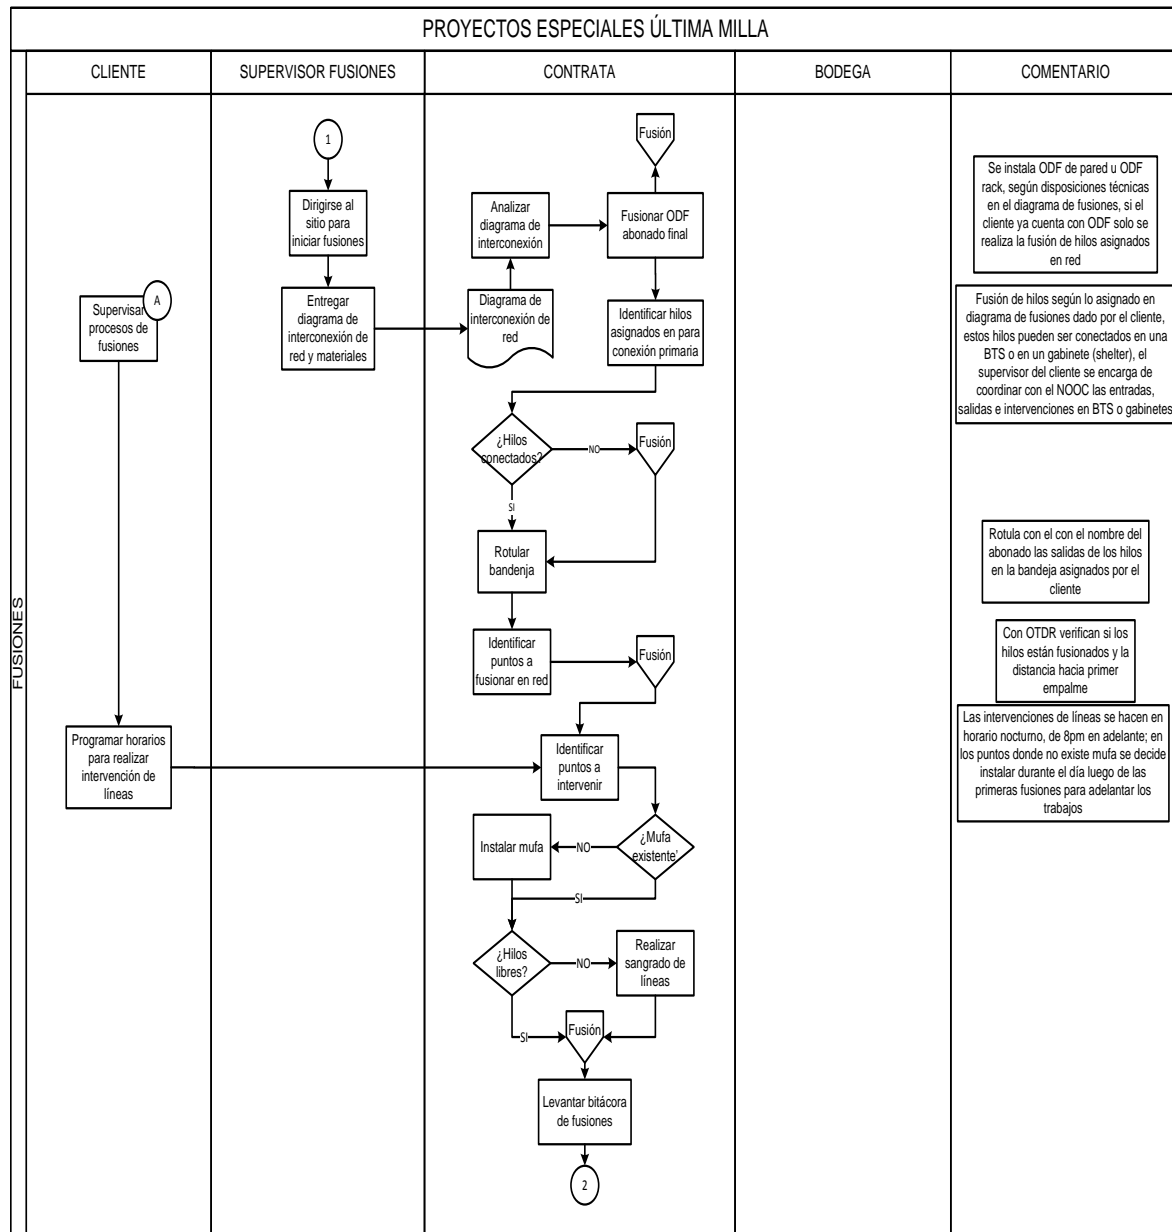 PROYECTOS ESPECIALES ÚLTIMA MILLA
CLIENTE
SUPERVISOR FUSIONES
CONTRATA
BODEGA
COMENTARIO
FUSIONES
1
Dirigirse al
sitio para
iniciar fusiones
Entregar
diagrama de
interconexión de
red y materiales
A
Supervisar
procesos de
fusiones
Diagrama de
interconexión de
red
Analizar
diagrama de
interconexión
Fusionar ODF
abonado final
Fusión
Identificar hilos
asignados en para
conexión primaria
¿Hilos
conectados?
NO
Fusión
SI
Rotular
bandenja
Identificar
puntos a
fusionar en red
Fusión
Programar horarios
para realizar
intervención de
líneas
Identificar
puntos a
intervenir
¿Mufa
existente'
NO
Instalar mufa
SI
¿Hilos
libres?
NO
Realizar
sangrado de
líneas
SI
Fusión
Levantar bitácora
de fusiones
2
Se instala ODF de pared u ODF
rack, según disposiciones técnicas
en el diagrama de fusiones, si el
cliente ya cuenta con ODF solo se
realiza la fusión de hilos asignados
en red
Fusión de hilos según lo asignado en
diagrama de fusiones dado por el cliente,
estos hilos pueden ser conectados en una
BTS o en un gabinete (shelter), el
supervisor del cliente se encarga de
coordinar con el NOOC las entradas,
salidas e intervenciones en BTS o gabinetes
Rotula con el con el nombre del
abonado las salidas de los hilos
en la bandeja asignados por el
cliente
Con OTDR verifican si los
hilos están fusionados y la
distancia hacia primer
empalme
Las intervenciones de líneas se hacen en
horario nocturno, de 8pm en adelante; en
los puntos donde no existe mufa se decide
instalar durante el día luego de las
primeras fusiones para adelantar los
trabajos